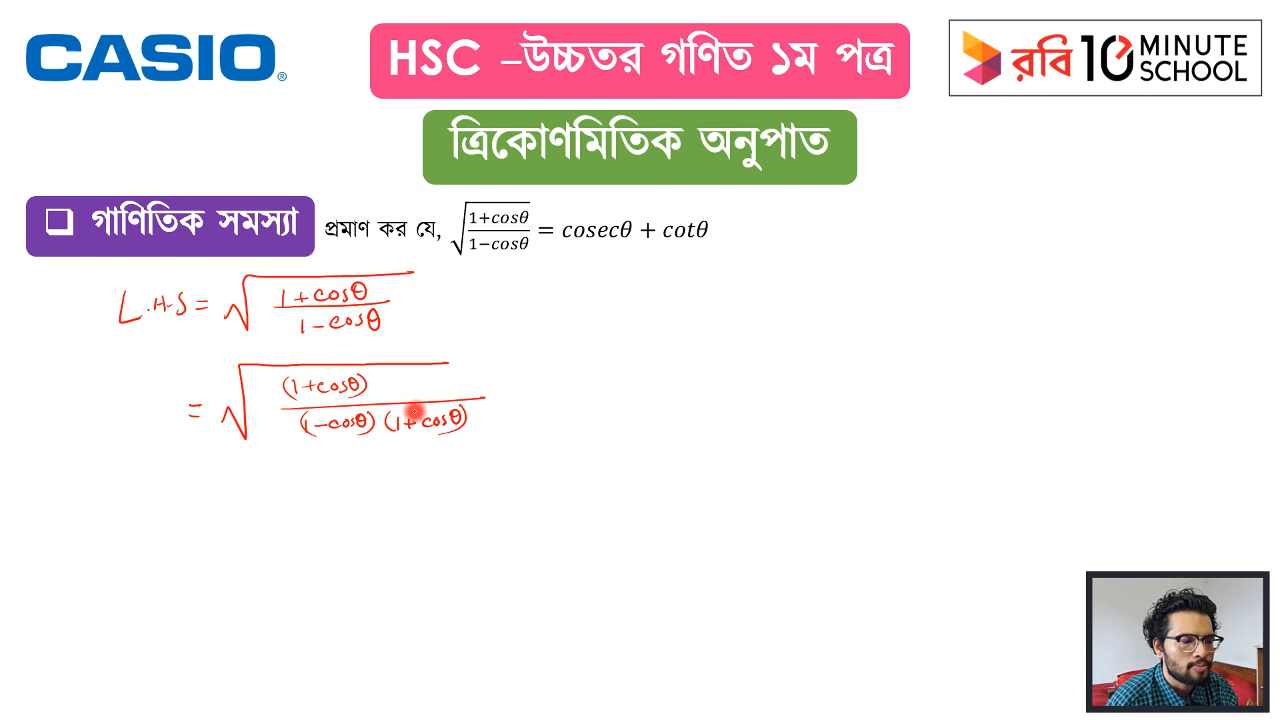 CASIO®
HSC –উচ্চতর গণিত ১ম পত্র
রবি 10 MINUTE SCHOOL
ত্রিকোণমিতিক অনুপাত
❑ গাণিতিক সমস্যা
প্রমাণ কর যে, √((1+cosθ)/(1−cosθ)) = cosecθ + cotθ
L.H.S = √((1+cosθ)/(1−cosθ))
= √((1+cosθ)/((1−cosθ)(1+cosθ)))